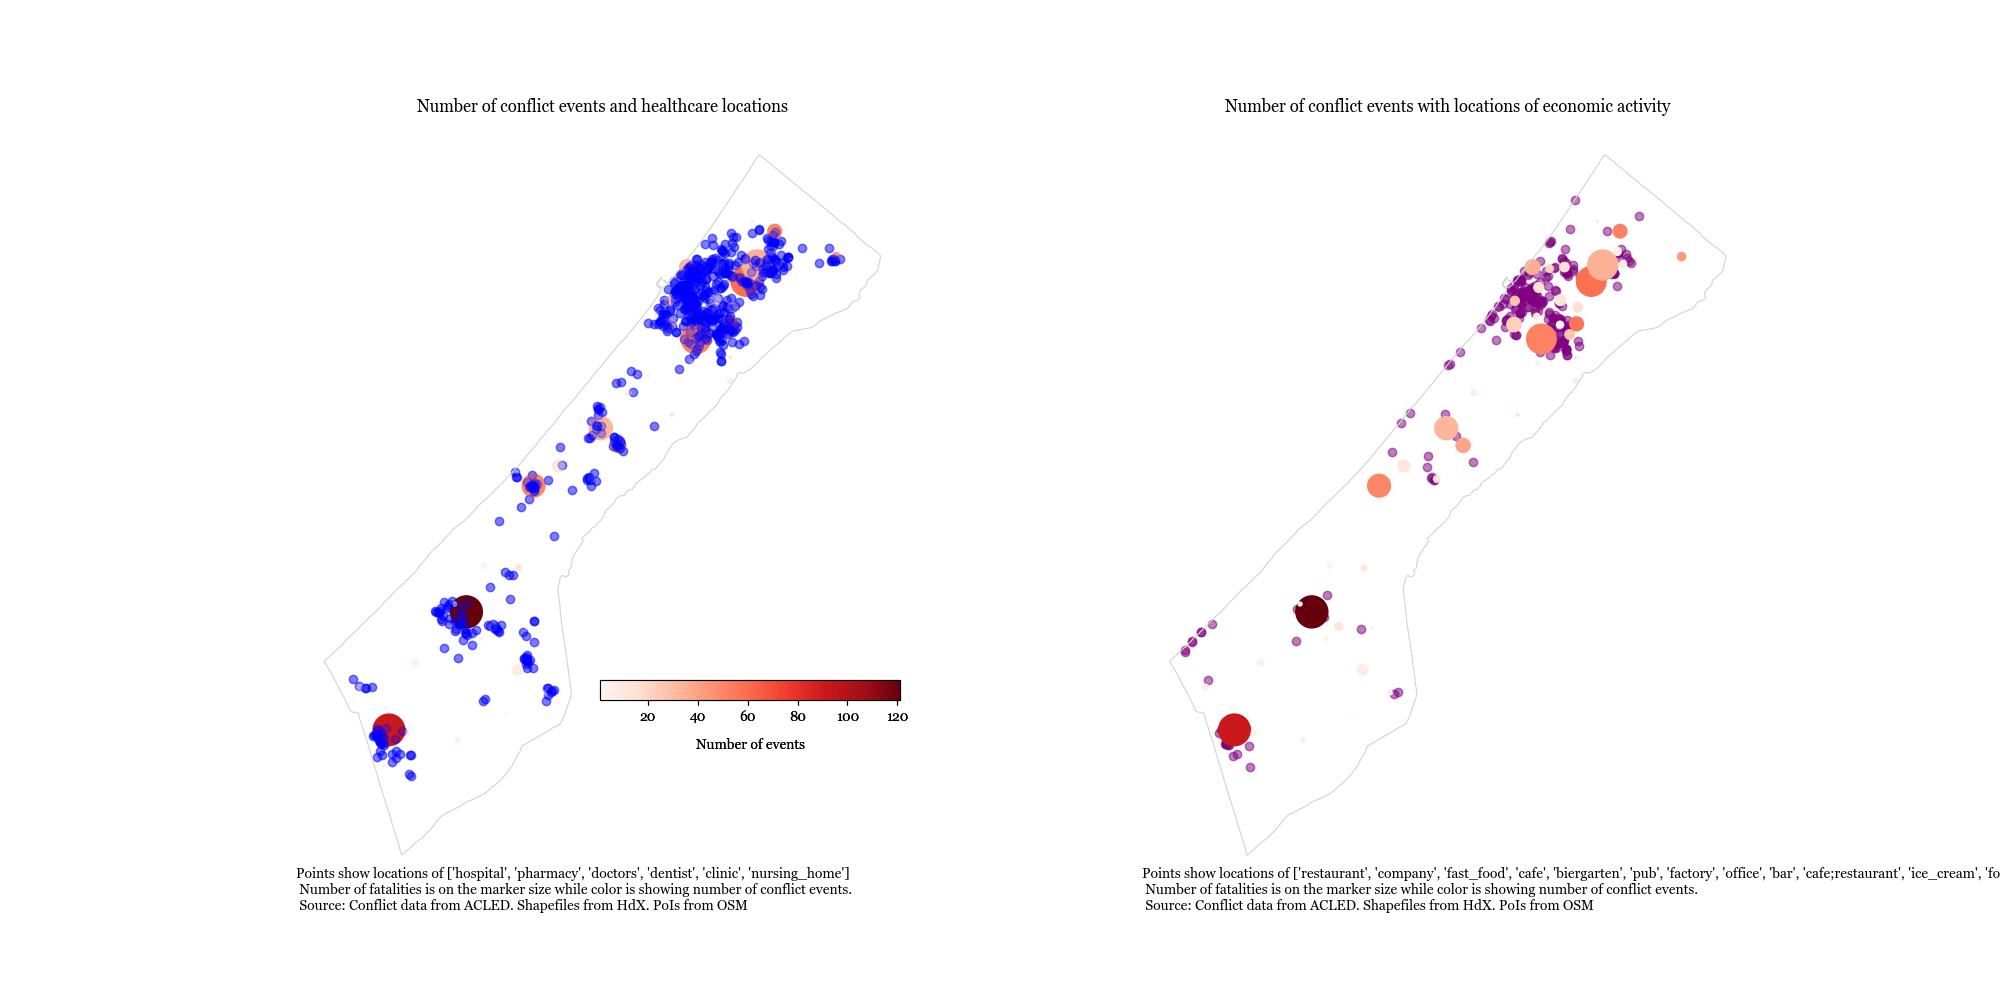 Number of conflict events and healthcare locations
Number of conflict events with locations of economic activity
20 40 60 80 100 120
Number of events
Points show locations of ['hospital', 'pharmacy', 'doctors', 'dentist', 'clinic', 'nursing_home']
Number of fatalities is on the marker size while color is showing number of conflict events.
Source: Conflict data from ACLED. Shapefiles from HdX. PoIs from OSM
Points show locations of ['restaurant', 'company', 'fast_food', 'cafe', 'biergarten', 'pub', 'factory', 'office', 'bar', 'cafe;restaurant', 'ice_cream', 'fo
Number of fatalities is on the marker size while color is showing number of conflict events.
Source: Conflict data from ACLED. Shapefiles from HdX. PoIs from OSM